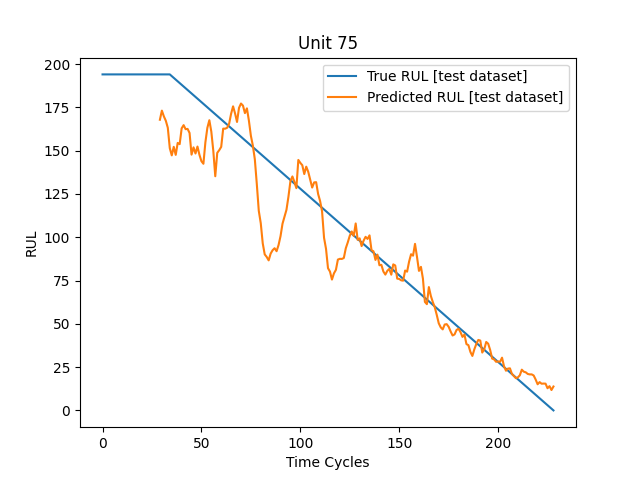 Unit 75
True RUL [test dataset]
Predicted RUL [test dataset]
RUL
200
175
150
125
100
75
50
25
0
0 50 100 150 200
Time Cycles